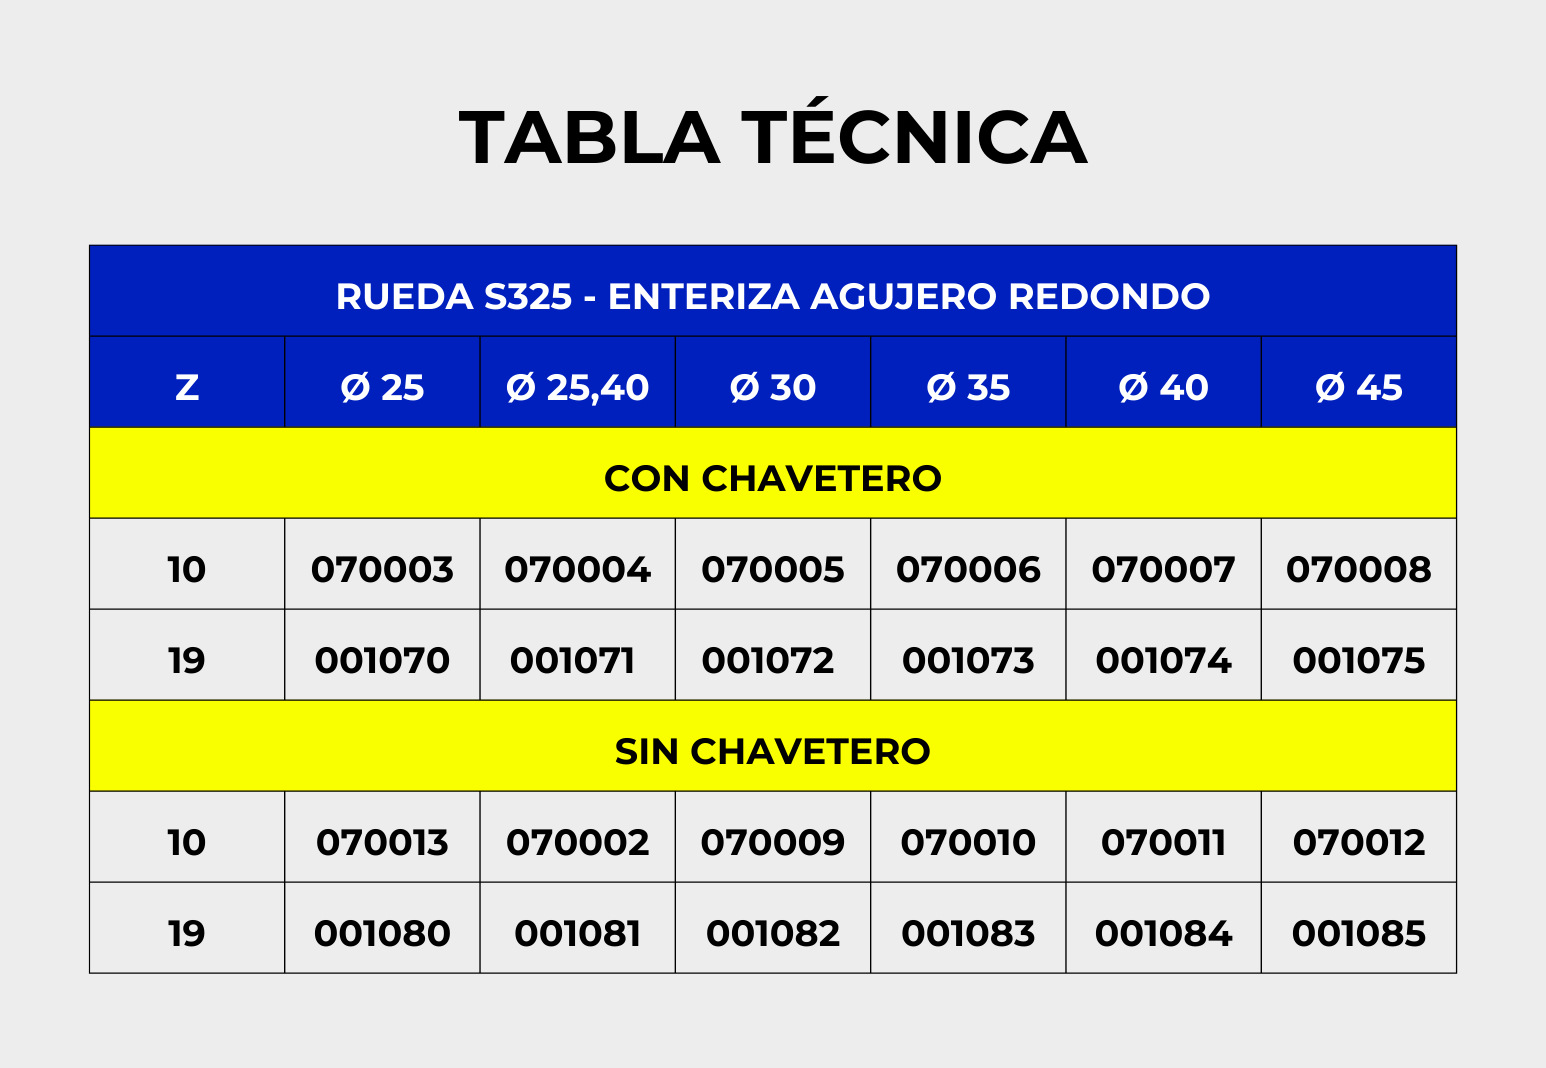 TABLA TÉCNICA
RUEDA S325 - ENTERIZA AGUJERO REDONDO
Z Ø 25 Ø 25,40 Ø 30 Ø 35 Ø 40 Ø 45
CON CHAVETERO
10 070003 070004 070005 070006 070007 070008
19 001070 001071 001072 001073 001074 001075
SIN CHAVETERO
10 070013 070002 070009 070010 070011 070012
19 001080 001081 001082 001083 001084 001085